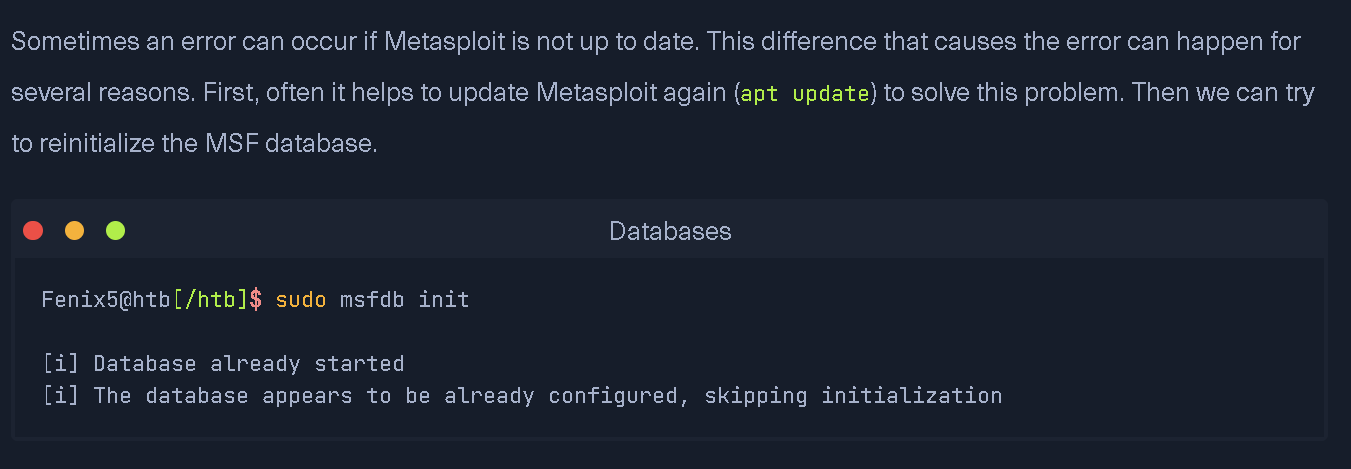 Sometimes an error can occur if Metasploit is not up to date. This difference that causes the error can happen for
several reasons. First, often it helps to update Metasploit again (apt update) to solve this problem. Then we can try
to reinitialize the MSF database.
Databases
Fenix5@htb[/htb]$ sudo msfdb init
[i] Database already started
[i] The database appears to be already configured, skipping initialization